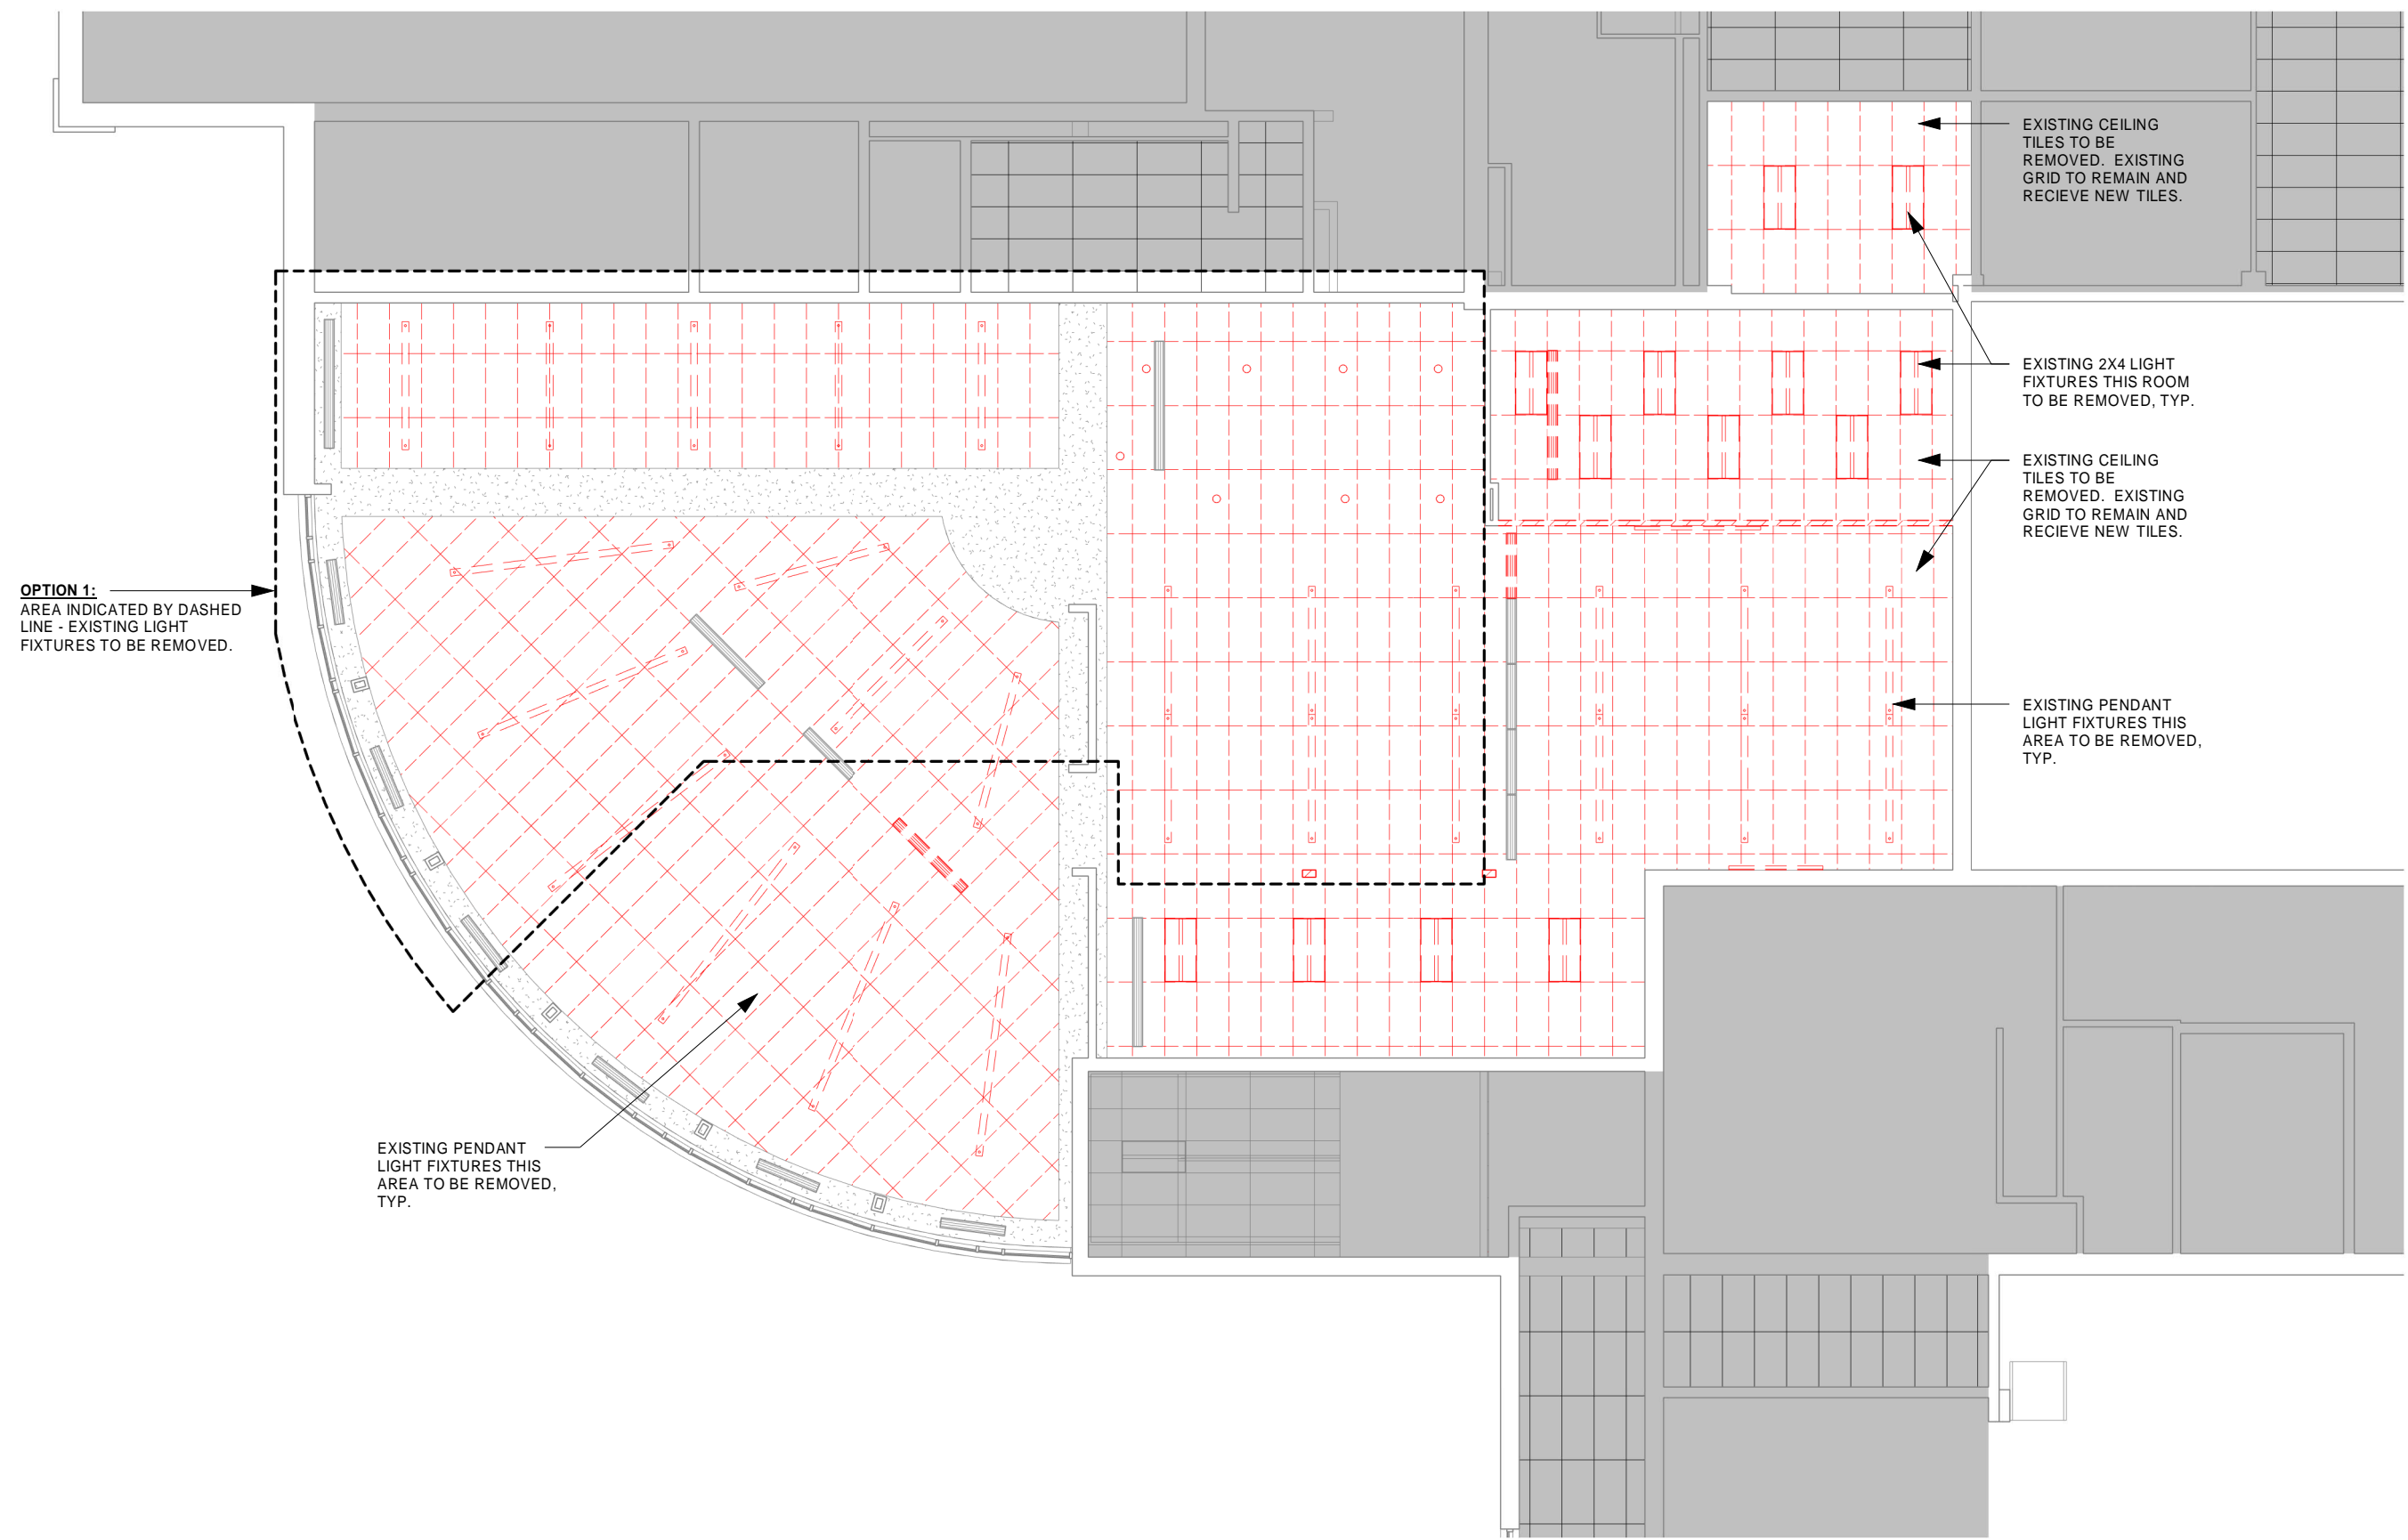 EXISTING CEILING
TILES TO BE
REMOVED. EXISTING
GRID TO REMAIN AND
RECIEVE NEW TILES.
EXISTING 2X4 LIGHT
FIXTURES THIS ROOM
TO BE REMOVED, TYP.
EXISTING CEILING
TILES TO BE
REMOVED. EXISTING
GRID TO REMAIN AND
RECIEVE NEW TILES.
OPTION 1:
AREA INDICATED BY DASHED
LINE - EXISTING LIGHT
FIXTURES TO BE REMOVED.
EXISTING PENDANT
LIGHT FIXTURES THIS
AREA TO BE REMOVED,
TYP.
EXISTING PENDANT
LIGHT FIXTURES THIS
AREA TO BE REMOVED,
TYP.